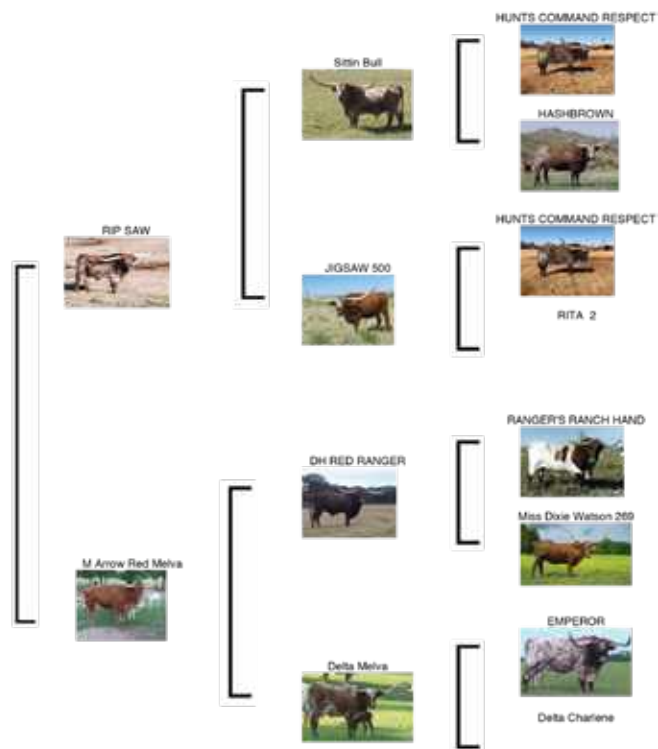 HUNTS COMMAND RESPECT
Sittin Bull
HASHBROWN
HUNTS COMMAND RESPECT
RIP SAW
JIGSAW 500
RITA 2
RANGER'S RANCH HAND
DH RED RANGER
Miss Dixie Watson 269
M Arrow Red Melva
EMPEROR
Delta Melva
Delta Charlene